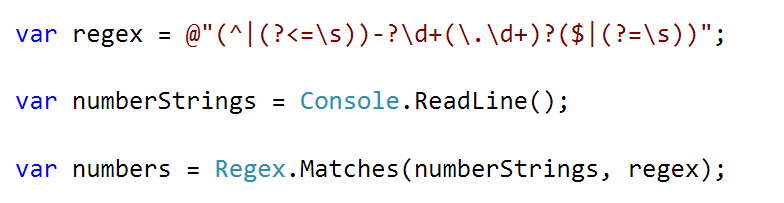 var regex = @"(^|(?<=\s))-?\d+(\.\d+)?($|(?=\s))";
var numberStrings = Console.ReadLine();
var numbers = Regex.Matches(numberStrings, regex);